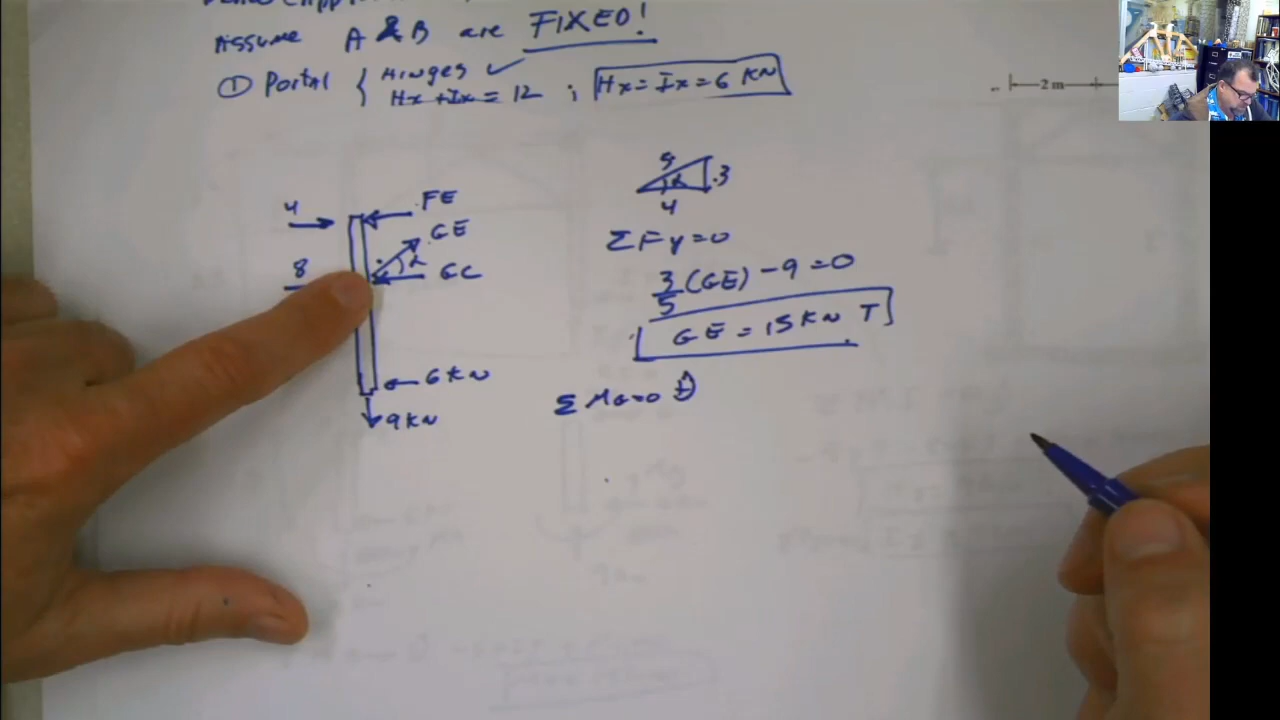 Assume A & B are FIXED!
① Portal { Hinges ✓
Hx + Ix = 12 ; Hx = Ix = 6 KN
2 m
4
FE
GE
α
8
GC
6 KN
9 KN
5
α
3
4
ΣFy=0
3/5 (GE) - 9 = 0
GE = 15 KN T
ΣMG=0